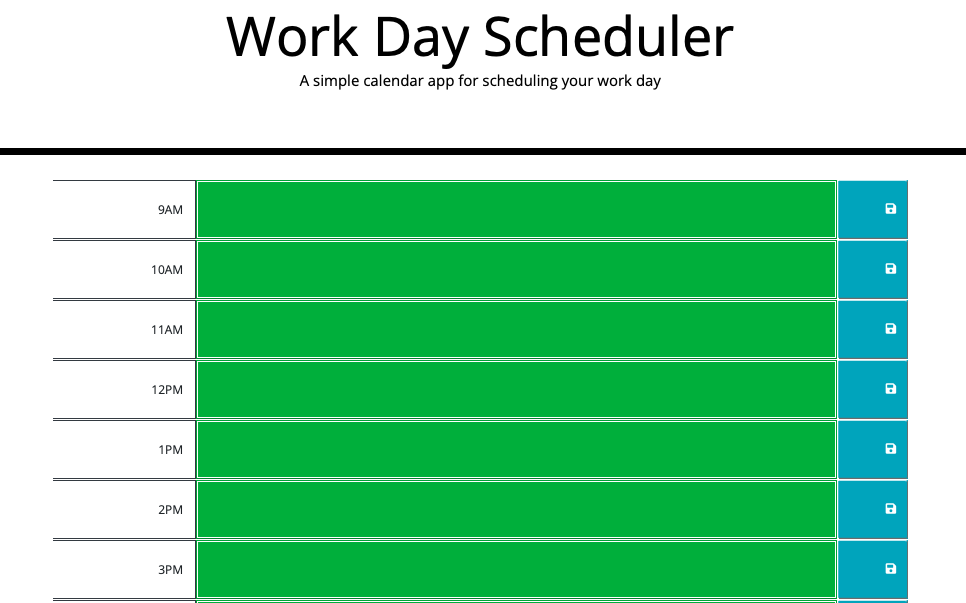 Work Day Scheduler
A simple calendar app for scheduling your work day
9AM
10AM
11AM
12PM
1PM
2PM
3PM